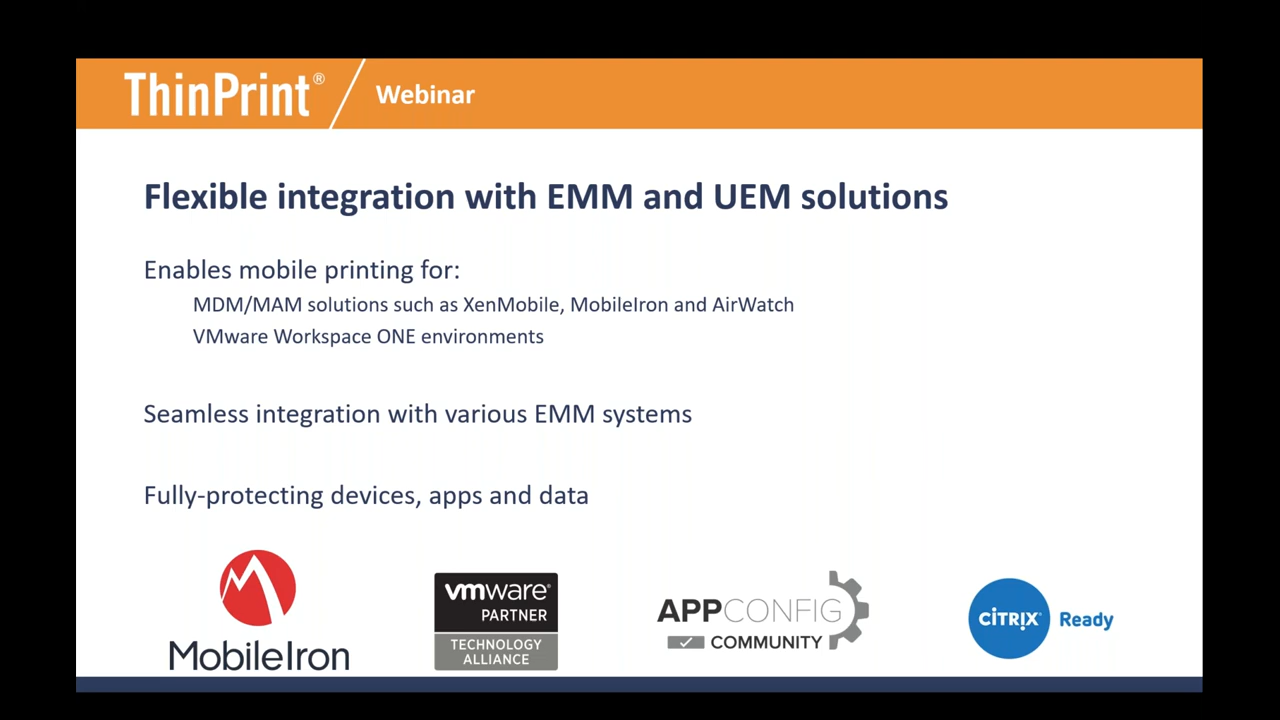 ThinPrint® Webinar
Flexible integration with EMM and UEM solutions
Enables mobile printing for:
MDM/MAM solutions such as XenMobile, MobileIron and AirWatch
VMware Workspace ONE environments
Seamless integration with various EMM systems
Fully-protecting devices, apps and data
MobileIron
vmware®
PARTNER
TECHNOLOGY
ALLIANCE
APPCONFIG
COMMUNITY
CİTRIX® Ready